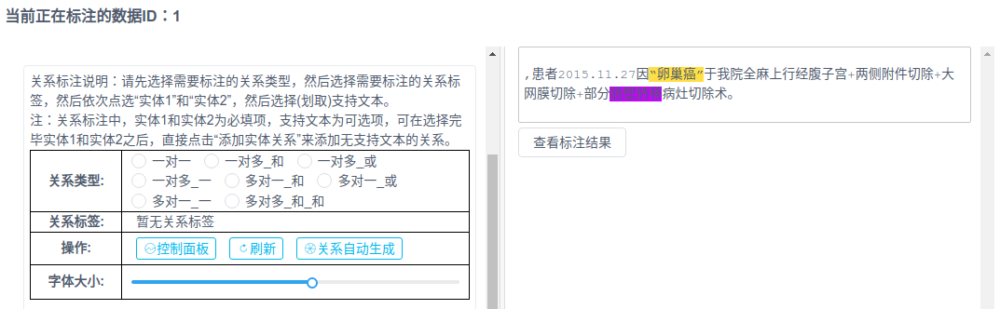 当前正在标注的数据ID：1
关系标注说明：请先选择需要标注的关系类型，然后选择需要标注的关系标
签，然后依次点选“实体1”和“实体2”，然后选择(划取)支持文本。
注：关系标注中，实体1和实体2为必填项，支持文本为可选项，可在选择完
毕实体1和实体2之后，直接点击“添加实体关系”来添加无支持文本的关系。
关系类型: 一对一 一对多_和 一对多_或
一对多_一 多对一_和 多对一_或
多对一_一 多对多_和_和
关系标签: 暂无关系标签
操作: 控制面板 刷新 关系自动生成
字体大小:
,患者2015.11.27因“卵巢癌”于我院全麻上行经腹子宫+两侧附件切除+大
网膜切除+部分病灶切除术。
查看标注结果